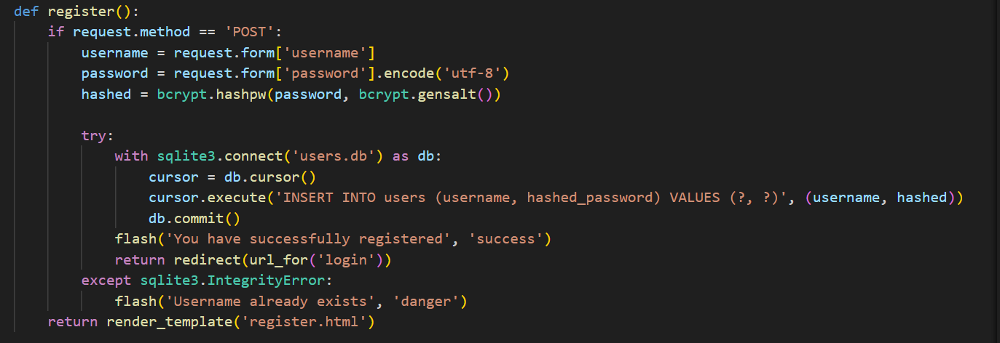 def register():
    if request.method == 'POST':
        username = request.form['username']
        password = request.form['password'].encode('utf-8')
        hashed = bcrypt.hashpw(password, bcrypt.gensalt())

        try:
            with sqlite3.connect('users.db') as db:
                cursor = db.cursor()
                cursor.execute('INSERT INTO users (username, hashed_password) VALUES (?, ?)', (username, hashed))
                db.commit()
            flash('You have successfully registered', 'success')
            return redirect(url_for('login'))
        except sqlite3.IntegrityError:
            flash('Username already exists', 'danger')
    return render_template('register.html')